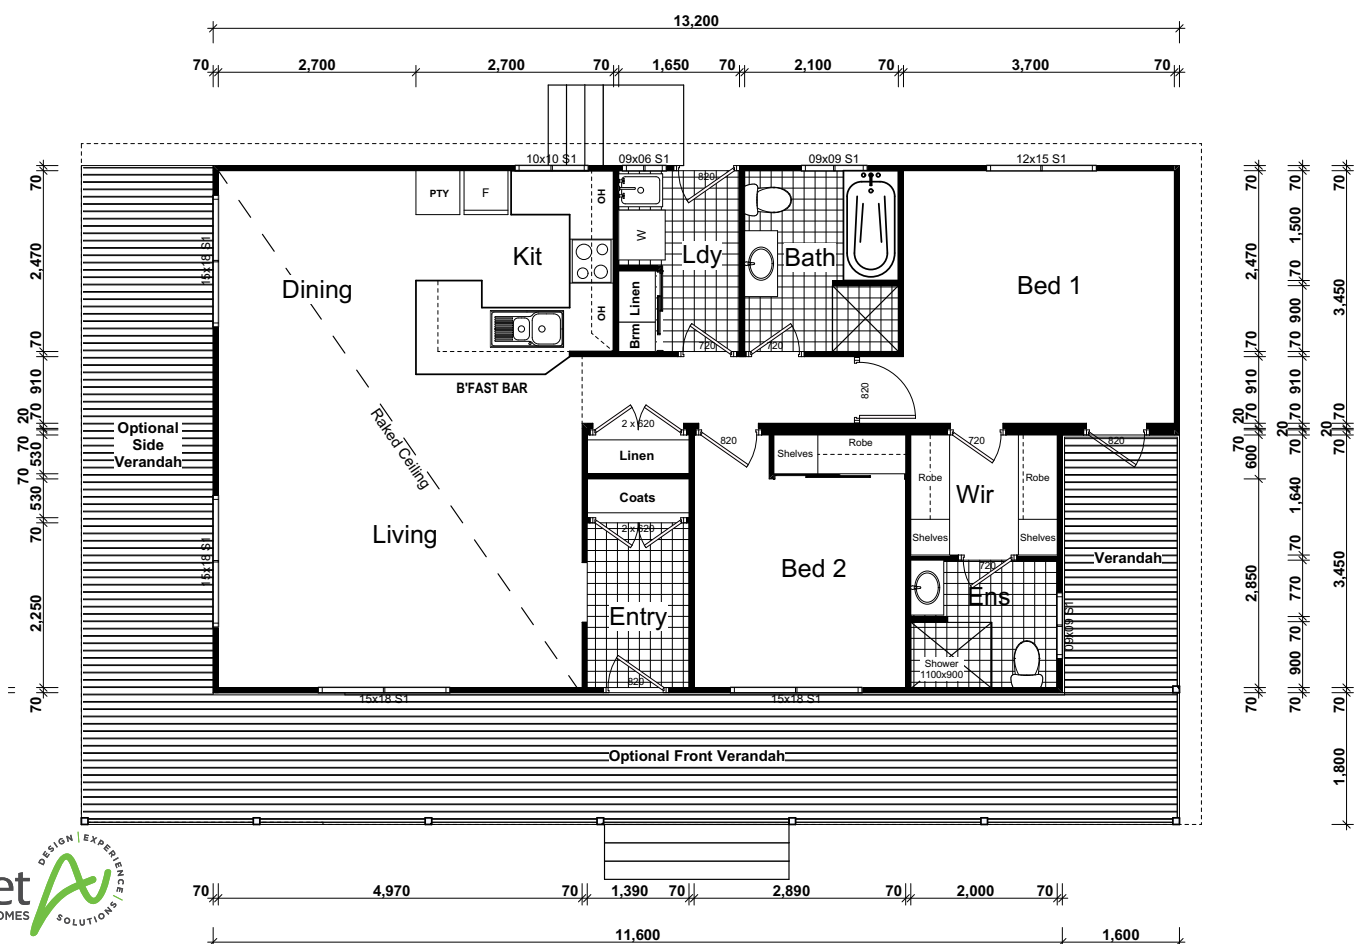 13,200
70 2,700 2,700 70 1,650 70 2,100 70 3,700 70
10x10 S1 09x06 S1 09x09 S1 12x15 S1
820
PTY F OH
W
Kit Ldy Bath
Dining
Bed 1
15x18 S1
Linen
Brm
OH
720 720
B'FAST BAR
820
Raked Ceiling
2 x 620
820 720 820
Linen
Robe
Shelves
Robe Robe
Wir
Coats
2 x 620
Shelves Shelves
Optional
Side
Verandah
Living
15x18 S1
Bed 2
Verandah
720
Ens
Entry
09x09 S1
Shower
1100x900
820
15x18 S1 15x18 S1
Optional Front Verandah
70
2,470
70
910
70
20
70
530
70
530
70
2,250
70
70
2,470
70
910
70
20
70
600
2,850
70
70
1,500
70
900
70
910
70
20
70
1,640
70
770
70
900
70
70
3,450
70
20
70
3,450
70
1,800
70 4,970 70 1,390 70 2,890 70 2,000 70
11,600 1,600
et
OMES
DESIGN | EXPERIENCE | SOLUTIONS